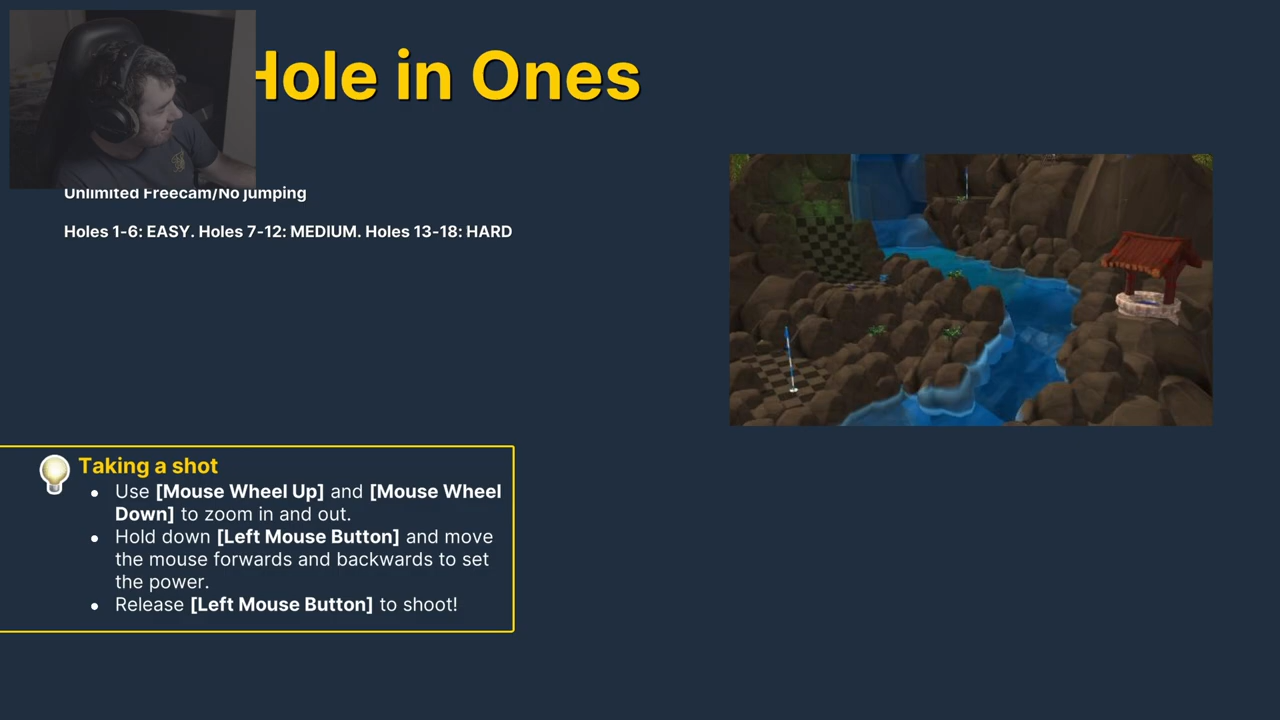 Hole in Ones
Unlimited Freecam/No jumping
Holes 1-6: EASY. Holes 7-12: MEDIUM. Holes 13-18: HARD
Taking a shot
Use [Mouse Wheel Up] and [Mouse Wheel
Down] to zoom in and out.
Hold down [Left Mouse Button] and move
the mouse forwards and backwards to set
the power.
Release [Left Mouse Button] to shoot!